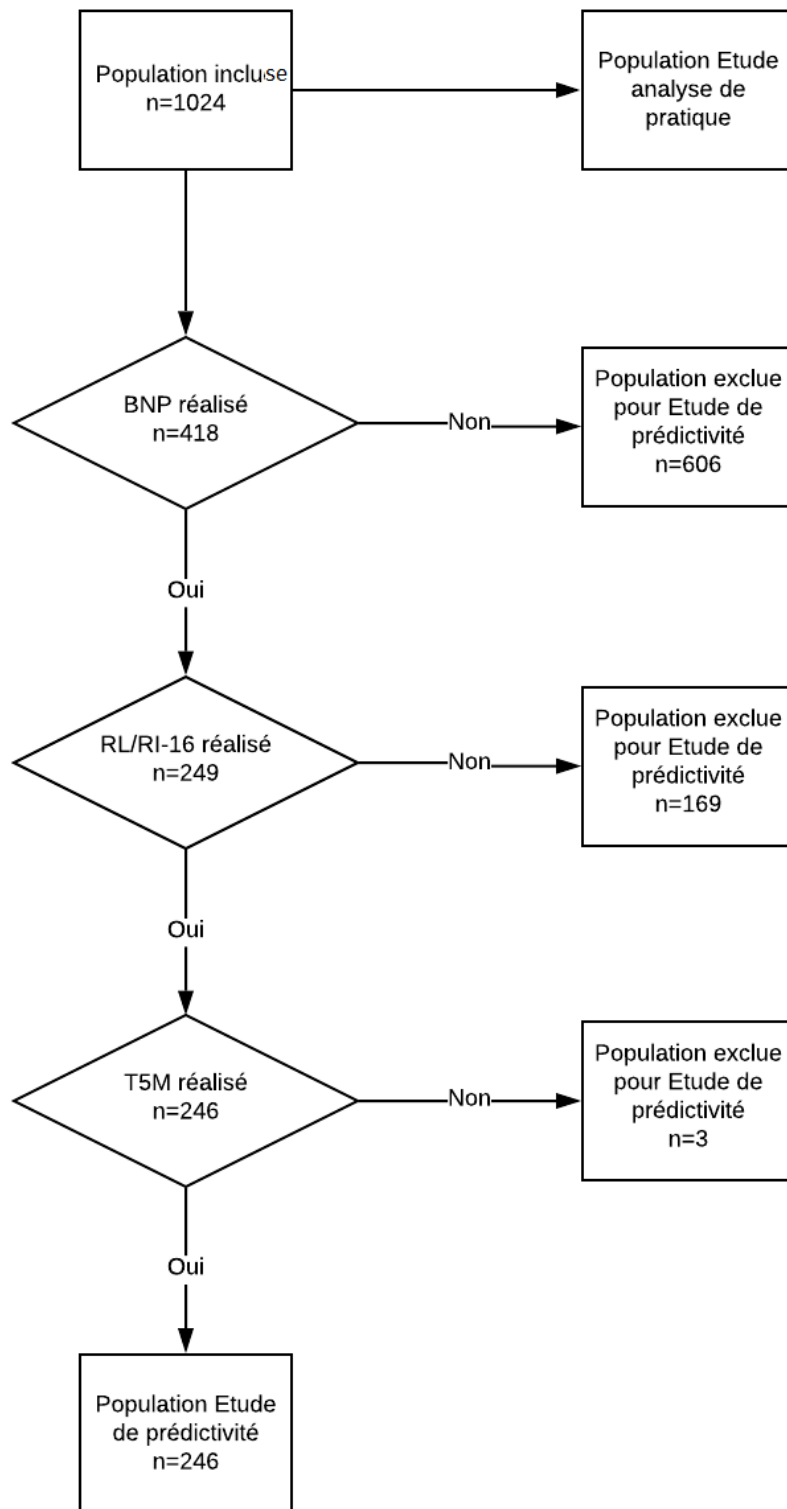 Population incluse
n=1024
Population Etude
analyse de
pratique
BNP réalisé
n=418
Non
Population exclue
pour Etude de
prédictivité
n=606
Oui
RL/RI-16 réalisé
n=249
Non
Population exclue
pour Etude de
prédictivité
n=169
Oui
T5M réalisé
n=246
Non
Population exclue
pour Etude de
prédictivité
n=3
Oui
Population Etude
de prédictivité
n=246